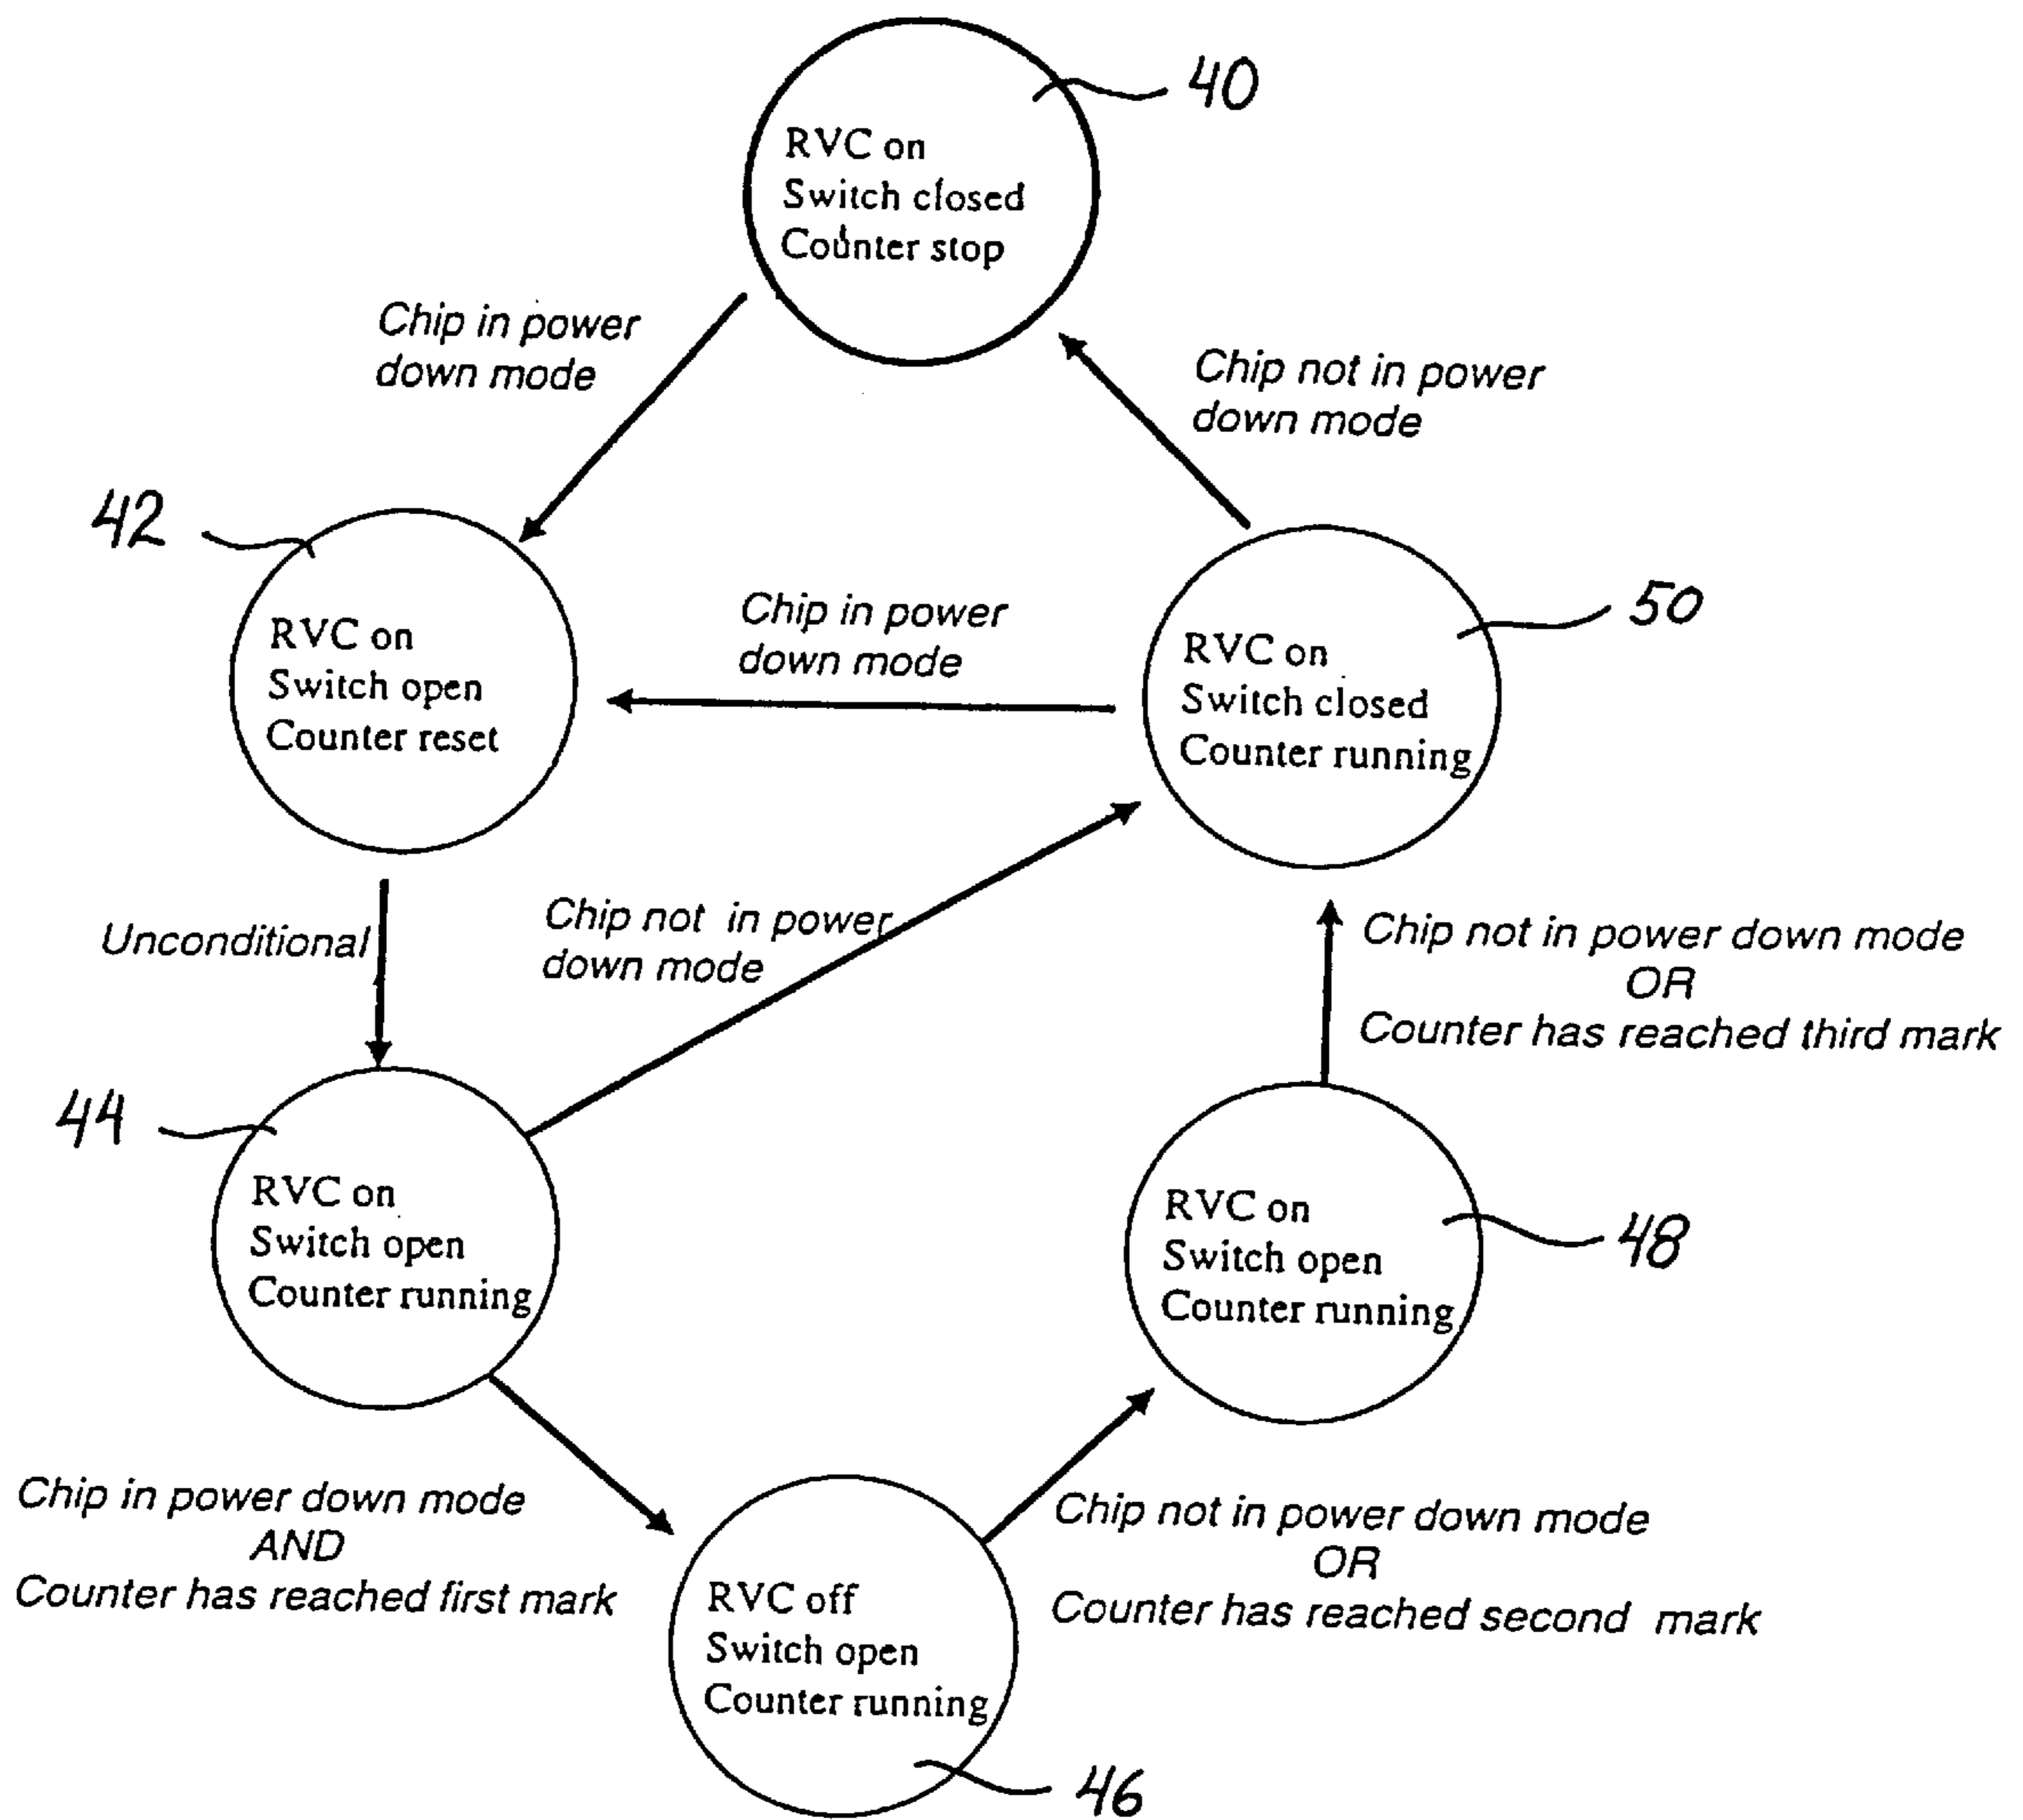 40
RVC on
Switch closed
Counter stop
Chip in power
down mode
Chip not in power
down mode
42
RVC on
Switch open
Counter reset
Chip in power
down mode
50
RVC on
Switch closed
Counter running
Unconditional
Chip not in power
down mode
Chip not in power down mode
OR
Counter has reached third mark
44
RVC on
Switch open
Counter running
48
RVC on
Switch open
Counter running
Chip in power down mode
AND
Counter has reached first mark
Chip not in power down mode
OR
Counter has reached second mark
RVC off
Switch open
Counter running
46